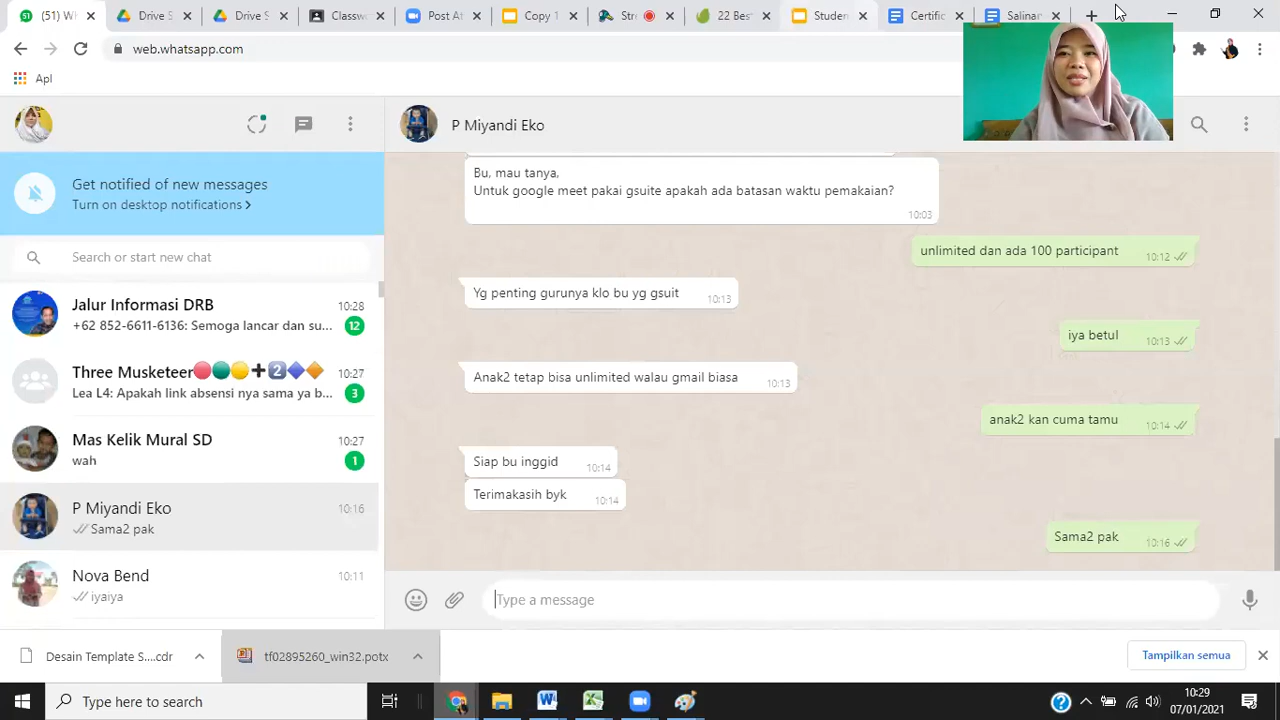 (51) W
Drive S
Drive S
Classw
Post At
Copy T
Str
22 Bes
Studer
Certific
Salinar
web.whatsapp.com
Apl
P Miyandi Eko
Get notified of new messages
Turn on desktop notifications >
Search or start new chat
Jalur Informasi DRB 10:28
+62 852-6611-6136: Semoga lancar dan su... 12
Three Musketeer🔴🟢🟡➕2️⃣🔷🔶 10:27
Lea L4: Apakah link absensi nya sama ya b... 3
Mas Kelik Mural SD 10:27
wah 1
P Miyandi Eko 10:16
Sama2 pak
Nova Bend 10:11
iyaiya
Bu, mau tanya,
Untuk google meet pakai gsuite apakah ada batasan waktu pemakaian?
10:03
unlimited dan ada 100 participant 10:12
Yg penting gurunya klo bu yg gsuit 10:13
iya betul 10:13
Anak2 tetap bisa unlimited walau gmail biasa 10:13
anak2 kan cuma tamu 10:14
Siap bu inggid 10:14
Terimakasih byk 10:14
Sama2 pak 10:16
Type a message
Desain Template S....cdr
tf02895260_win32.potx
Tampilkan semua
Type here to search
10:29
07/01/2021